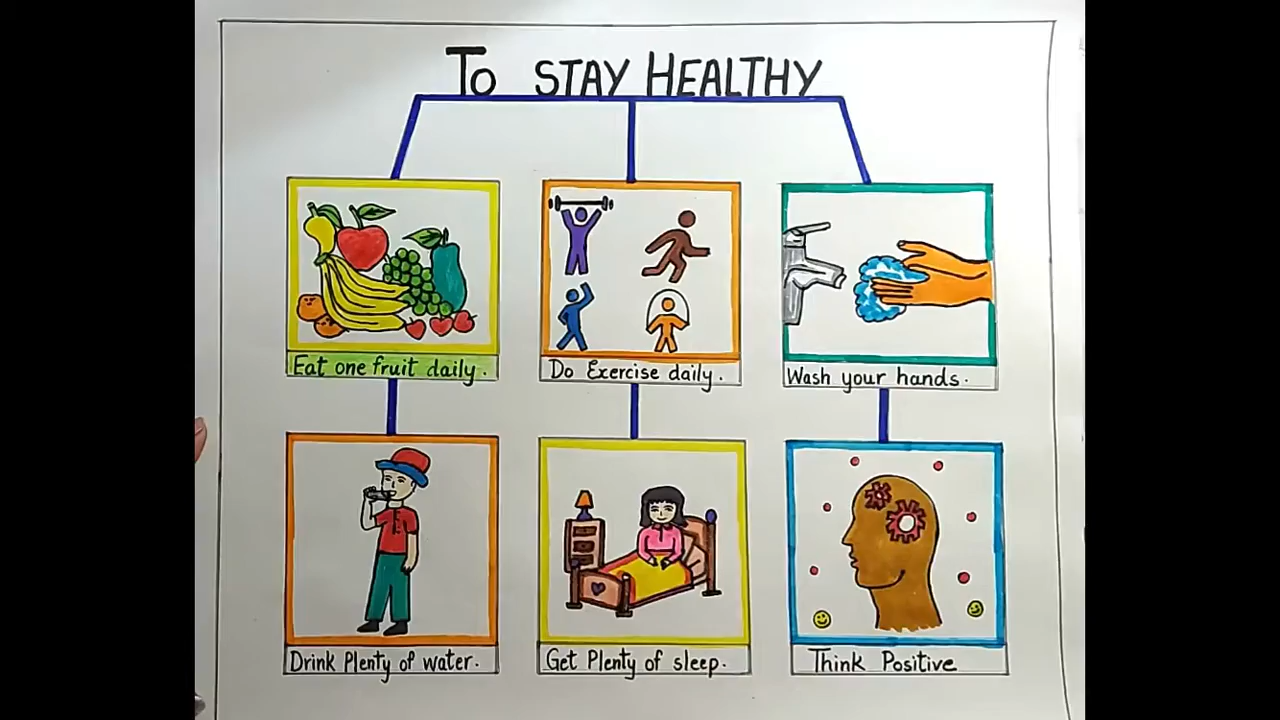 To STAY HEALTHY
Eat one fruit daily.
Do Exercise daily.
Wash your hands.
Drink Plenty of water.
Get Plenty of sleep.
Think Positive